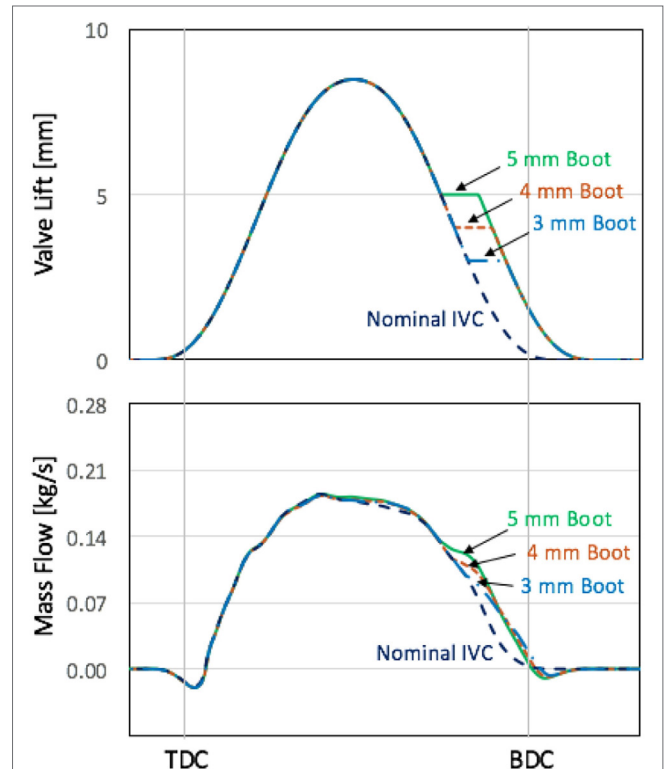 10
Valve Lift [mm]
5 mm Boot
4 mm Boot
5
3 mm Boot
Nominal IVC
0
0.28
Mass Flow [kg/s]
0.21
5 mm Boot
0.14
4 mm Boot
3 mm Boot
0.07
Nominal IVC
0.00
TDC
BDC